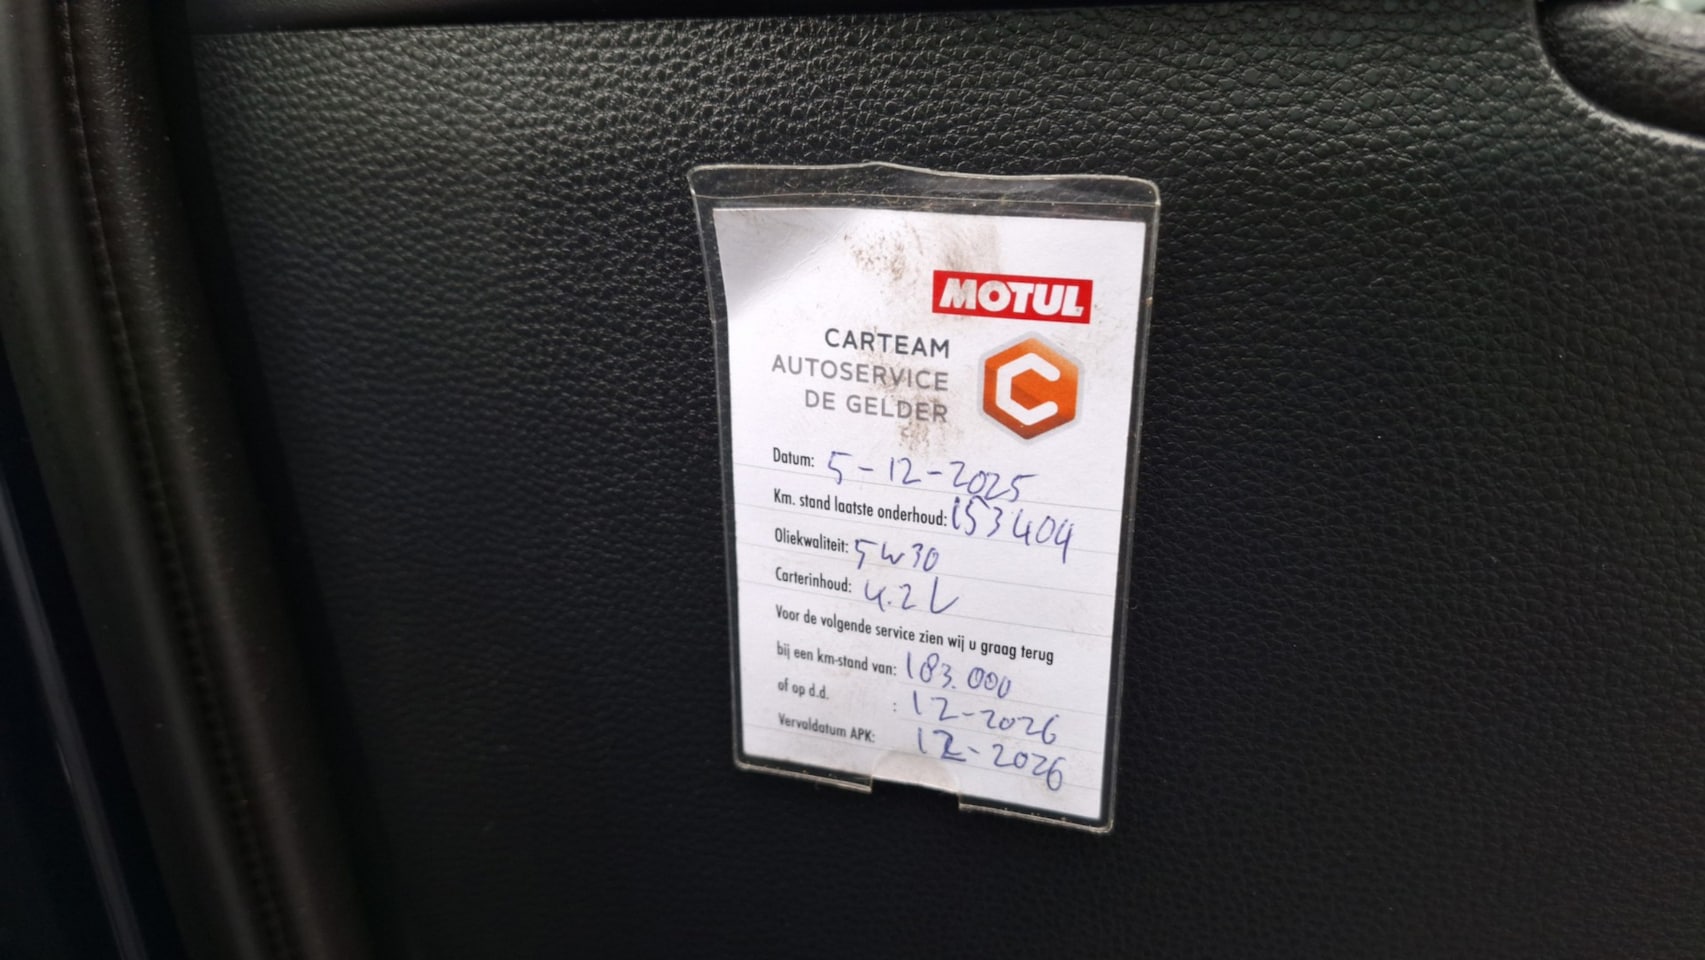 MOTUL
CARTEAM
AUTOSERVICE
DE GELDER
C
Datum: 5-12-2025
Km. stand laatste onderhoud: 153404
Oliekwaliteit: 5w30
Carterinhoud: 4.2 L
Voor de volgende service zien wij u graag terug
bij een km-stand van: 183.000
of op d.d. : 12-2026
Vervaldatum APK: 12-2026